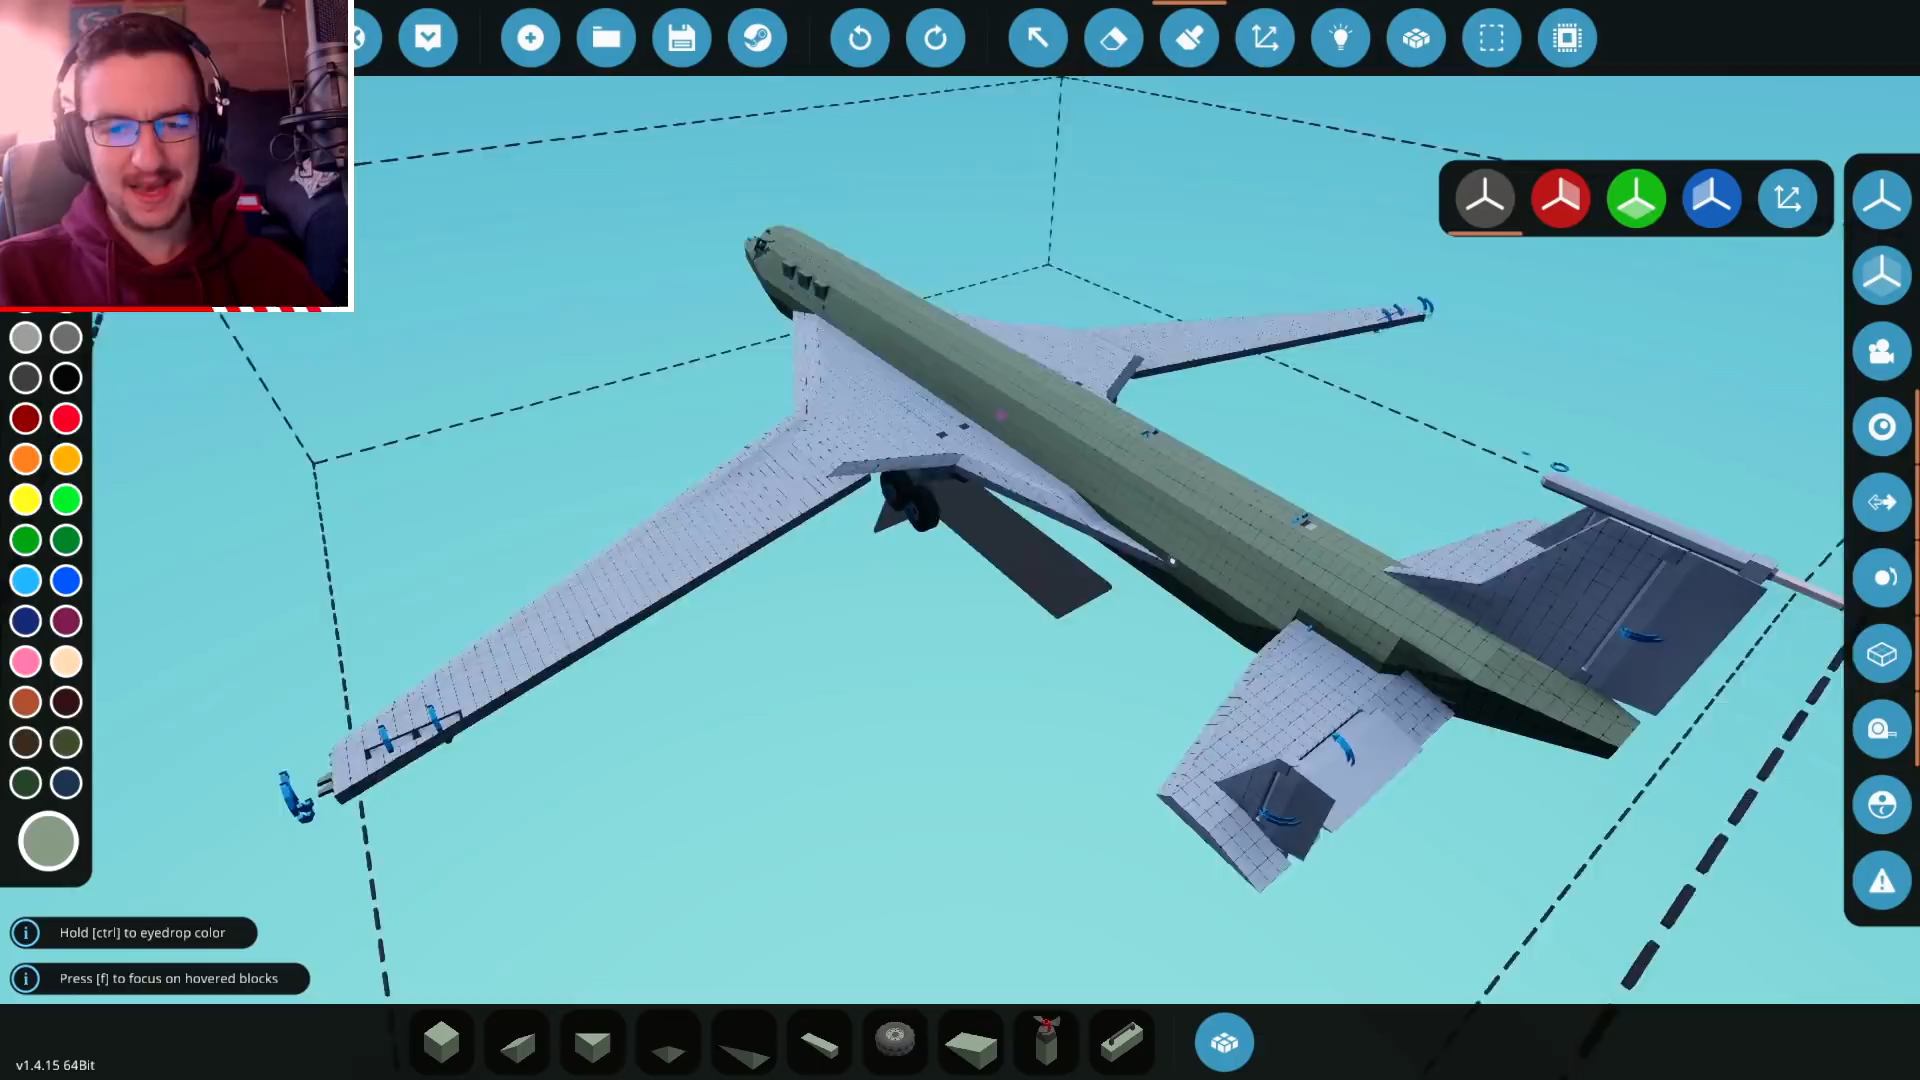 Hold [ctrl] to eyedrop color
Press [f] to focus on hovered blocks
v1.4.15 64Bit